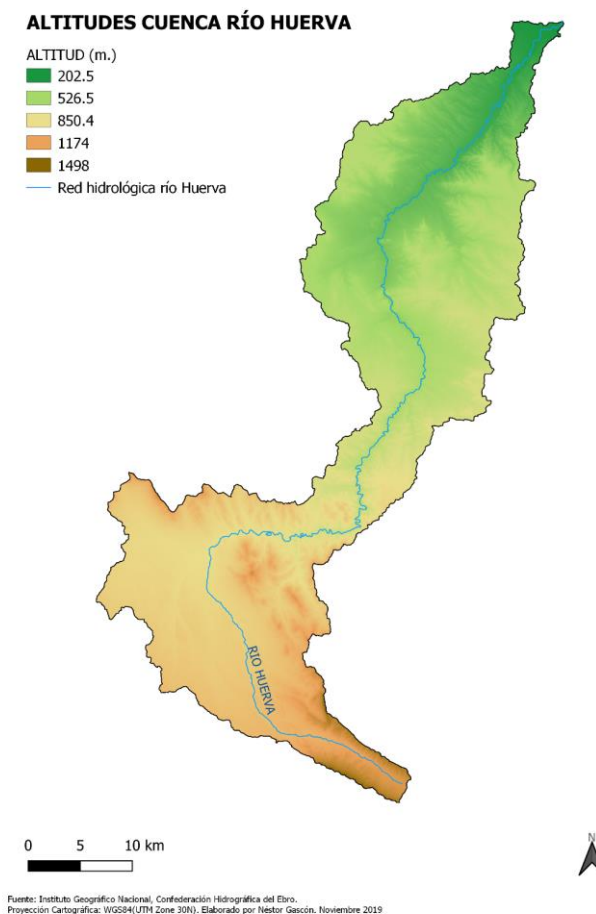 ALTITUDES CUENCA RÍO HUERVA
ALTITUD (m.)
202.5
526.5
850.4
1174
1498
Red hidrológica río Huerva
RIO HUERVA
0 5 10 km
N
Fuente: Instituto Geográfico Nacional, Confederación Hidrográfica del Ebro.
Proyección Cartográfica: WGS84(UTM Zone 30N). Elaborado por Néstor Gascón. Noviembre 2019